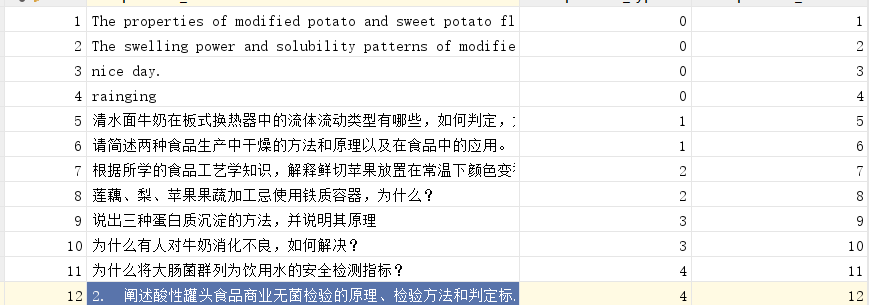 1 The properties of modified potato and sweet potato fl 0 1
2 The swelling power and solubility patterns of modifie 0 2
3 nice day. 0 3
4 rainging 0 4
5 清水面牛奶在板式换热器中的流体流动类型有哪些，如何判定， 1 5
6 请简述两种食品生产中干燥的方法和原理以及在食品中的应用。 1 6
7 根据所学的食品工艺学知识，解释鲜切苹果放置在常温下颜色变 2 7
8 莲藕、梨、苹果果蔬加工忌使用铁质容器，为什么？ 2 8
9 说出三种蛋白质沉淀的方法，并说明其原理 3 9
10 为什么有人对牛奶消化不良，如何解决？ 3 10
11 为什么将大肠菌群列为饮用水的安全检测指标？ 4 11
12 2. 阐述酸性罐头食品商业无菌检验的原理、检验方法和判定标. 4 12